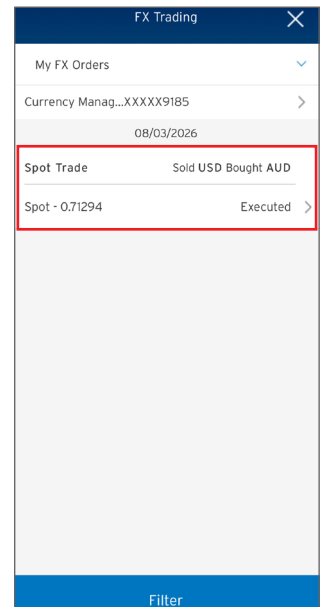 FX Trading
My FX Orders
Currency Manag...XXXXX9185
08/03/2026
Spot Trade Sold USD Bought AUD
Spot - 0.71294 Executed
Filter